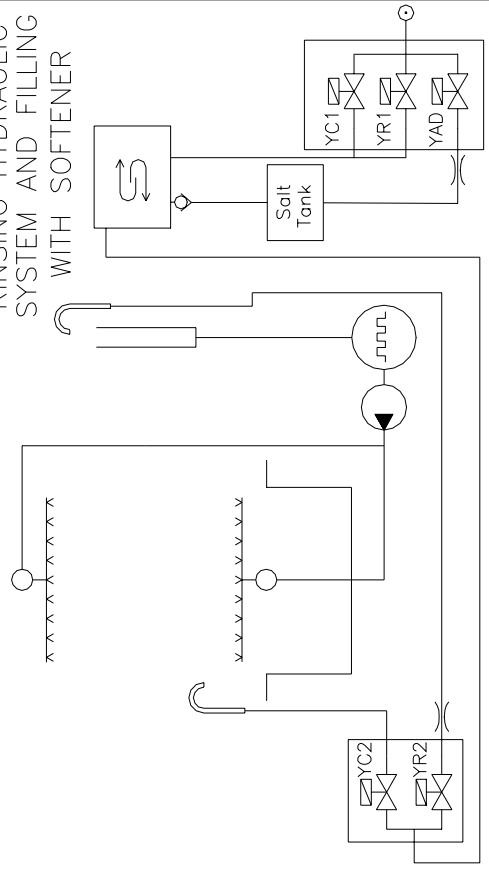 RINSING HYDRAULIC
SYSTEM AND FILLING
WITH SOFTENER
YC1
YR1
YAD
Salt
Tank
YC2
YR2